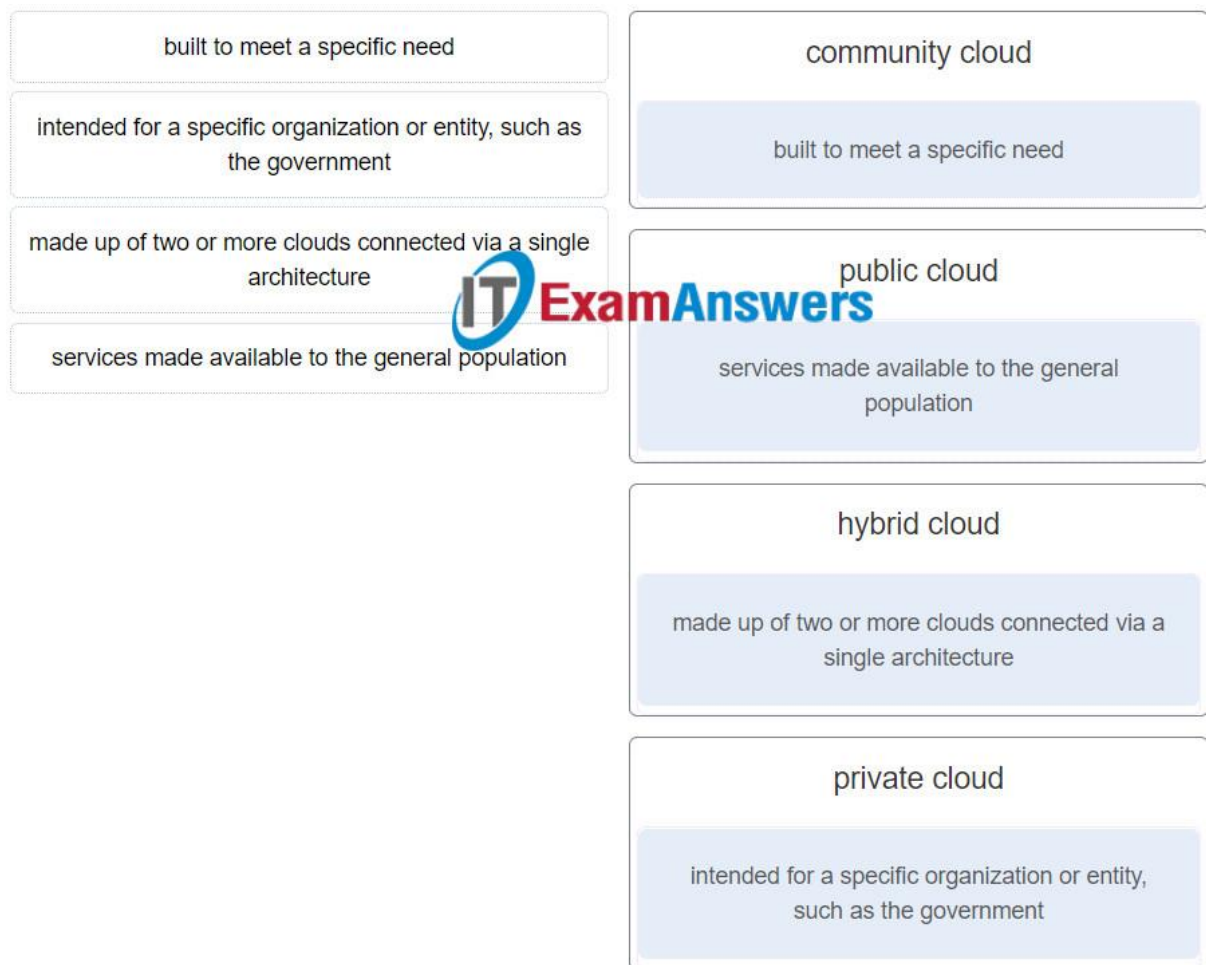 built to meet a specific need
intended for a specific organization or entity, such as
the government
made up of two or more clouds connected via a single
architecture
services made available to the general population
community cloud
built to meet a specific need
public cloud
services made available to the general
population
hybrid cloud
made up of two or more clouds connected via a
single architecture
private cloud
intended for a specific organization or entity,
such as the government
IT ExamAnswers